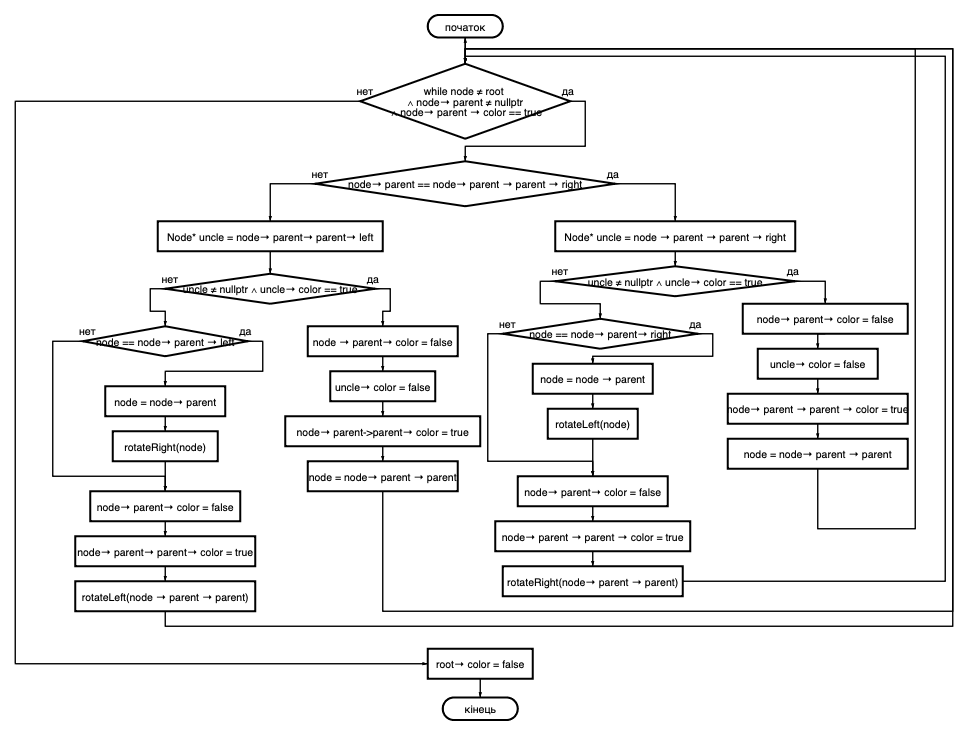 початок
нет
да
while node ≠ root
∧ node→ parent ≠ nullptr
∧ node→ parent → color == true
нет
да
node→ parent == node→ parent → parent → right
Node* uncle = node→ parent→ parent→ left
Node* uncle = node → parent → parent → right
нет
да
uncle ≠ nullptr ∧ uncle→ color == true
нет
да
uncle ≠ nullptr ∧ uncle→ color == true
нет
да
node == node→ parent → left
node → parent→ color = false
нет
да
node == node→ parent→ right
node→ parent→ color = false
node = node→ parent
uncle→ color = false
node = node → parent
uncle→ color = false
rotateRight(node)
node→ parent->parent→ color = true
rotateLeft(node)
node→ parent → parent → color = true
node = node→ parent → parent
node = node→ parent → parent
node→ parent→ color = false
node→ parent→ color = false
node→ parent→ parent→ color = true
node→ parent → parent → color = true
rotateLeft(node → parent → parent)
rotateRight(node→ parent → parent)
root→ color = false
кінець